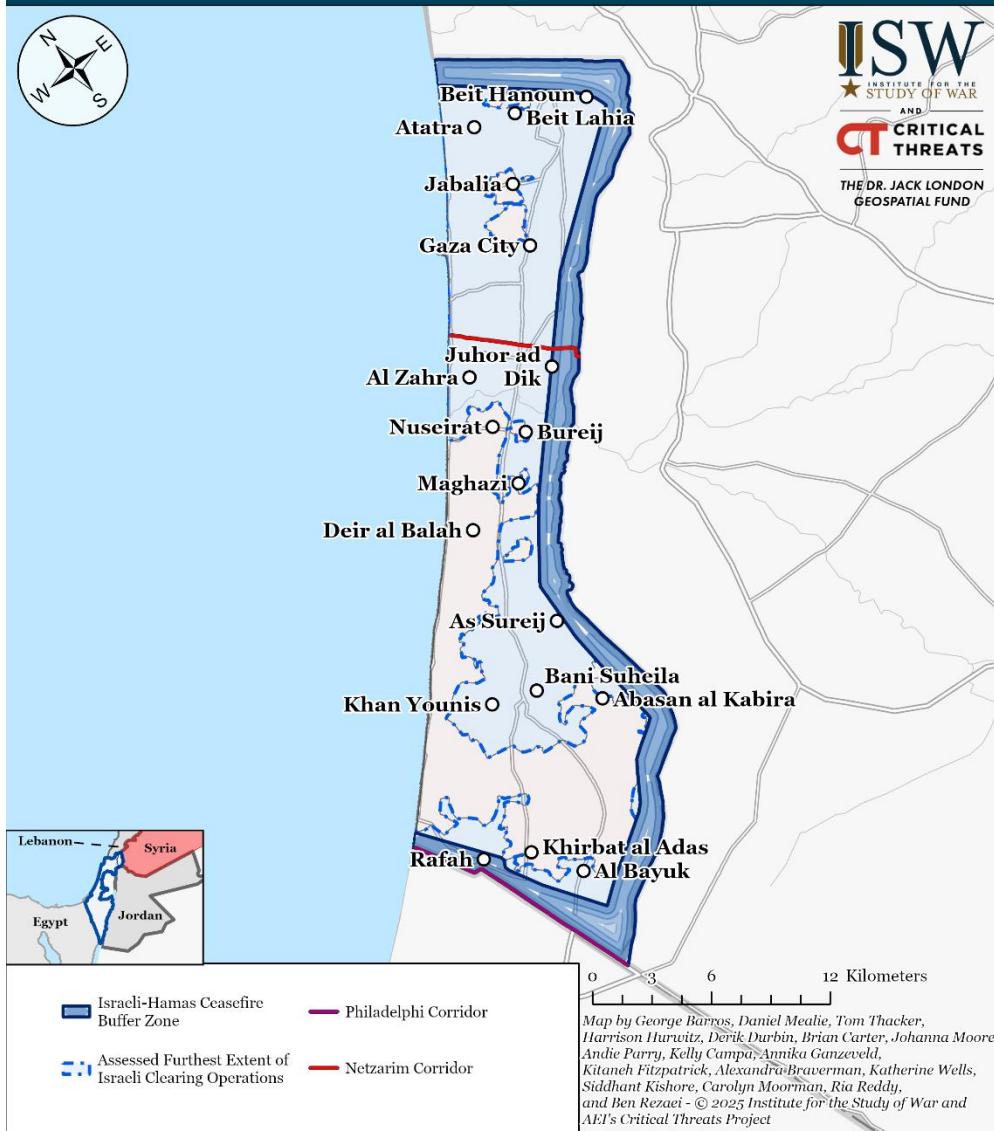 N
E
W
S
ISW
INSTITUTE FOR THE
STUDY OF WAR
AND
CT CRITICAL
THREATS
THE DR. JACK LONDON
GEOSPATIAL FUND
Beit Hanoun
Beit Lahia
Atatra
Jabalia
Gaza City
Juhor ad
Dik
Al Zahra
Nuseirat
Bureij
Maghazi
Deir al Balah
As Sureij
Bani Suheila
Abasan al Kabira
Khan Younis
Khirbat al Adas
Rafah
Al Bayuk
Lebanon
Syria
Egypt
Jordan
0 3 6 12 Kilometers
Israeli-Hamas Ceasefire
Buffer Zone
Assessed Furthest Extent of
Israeli Clearing Operations
Philadelphi Corridor
Netzarim Corridor
Map by George Barros, Daniel Mealie, Tom Thacker,
Harrison Hurwitz, Derik Durbin, Brian Carter, Johanna Moore
Andie Parry, Kelly Campa, Annika Ganzeveld,
Kitaneh Fitzpatrick, Alexandra Braverman, Katherine Wells,
Siddhant Kishore, Carolyn Moorman, Ria Reddy,
and Ben Rezaei - © 2025 Institute for the Study of War and
AEI's Critical Threats Project